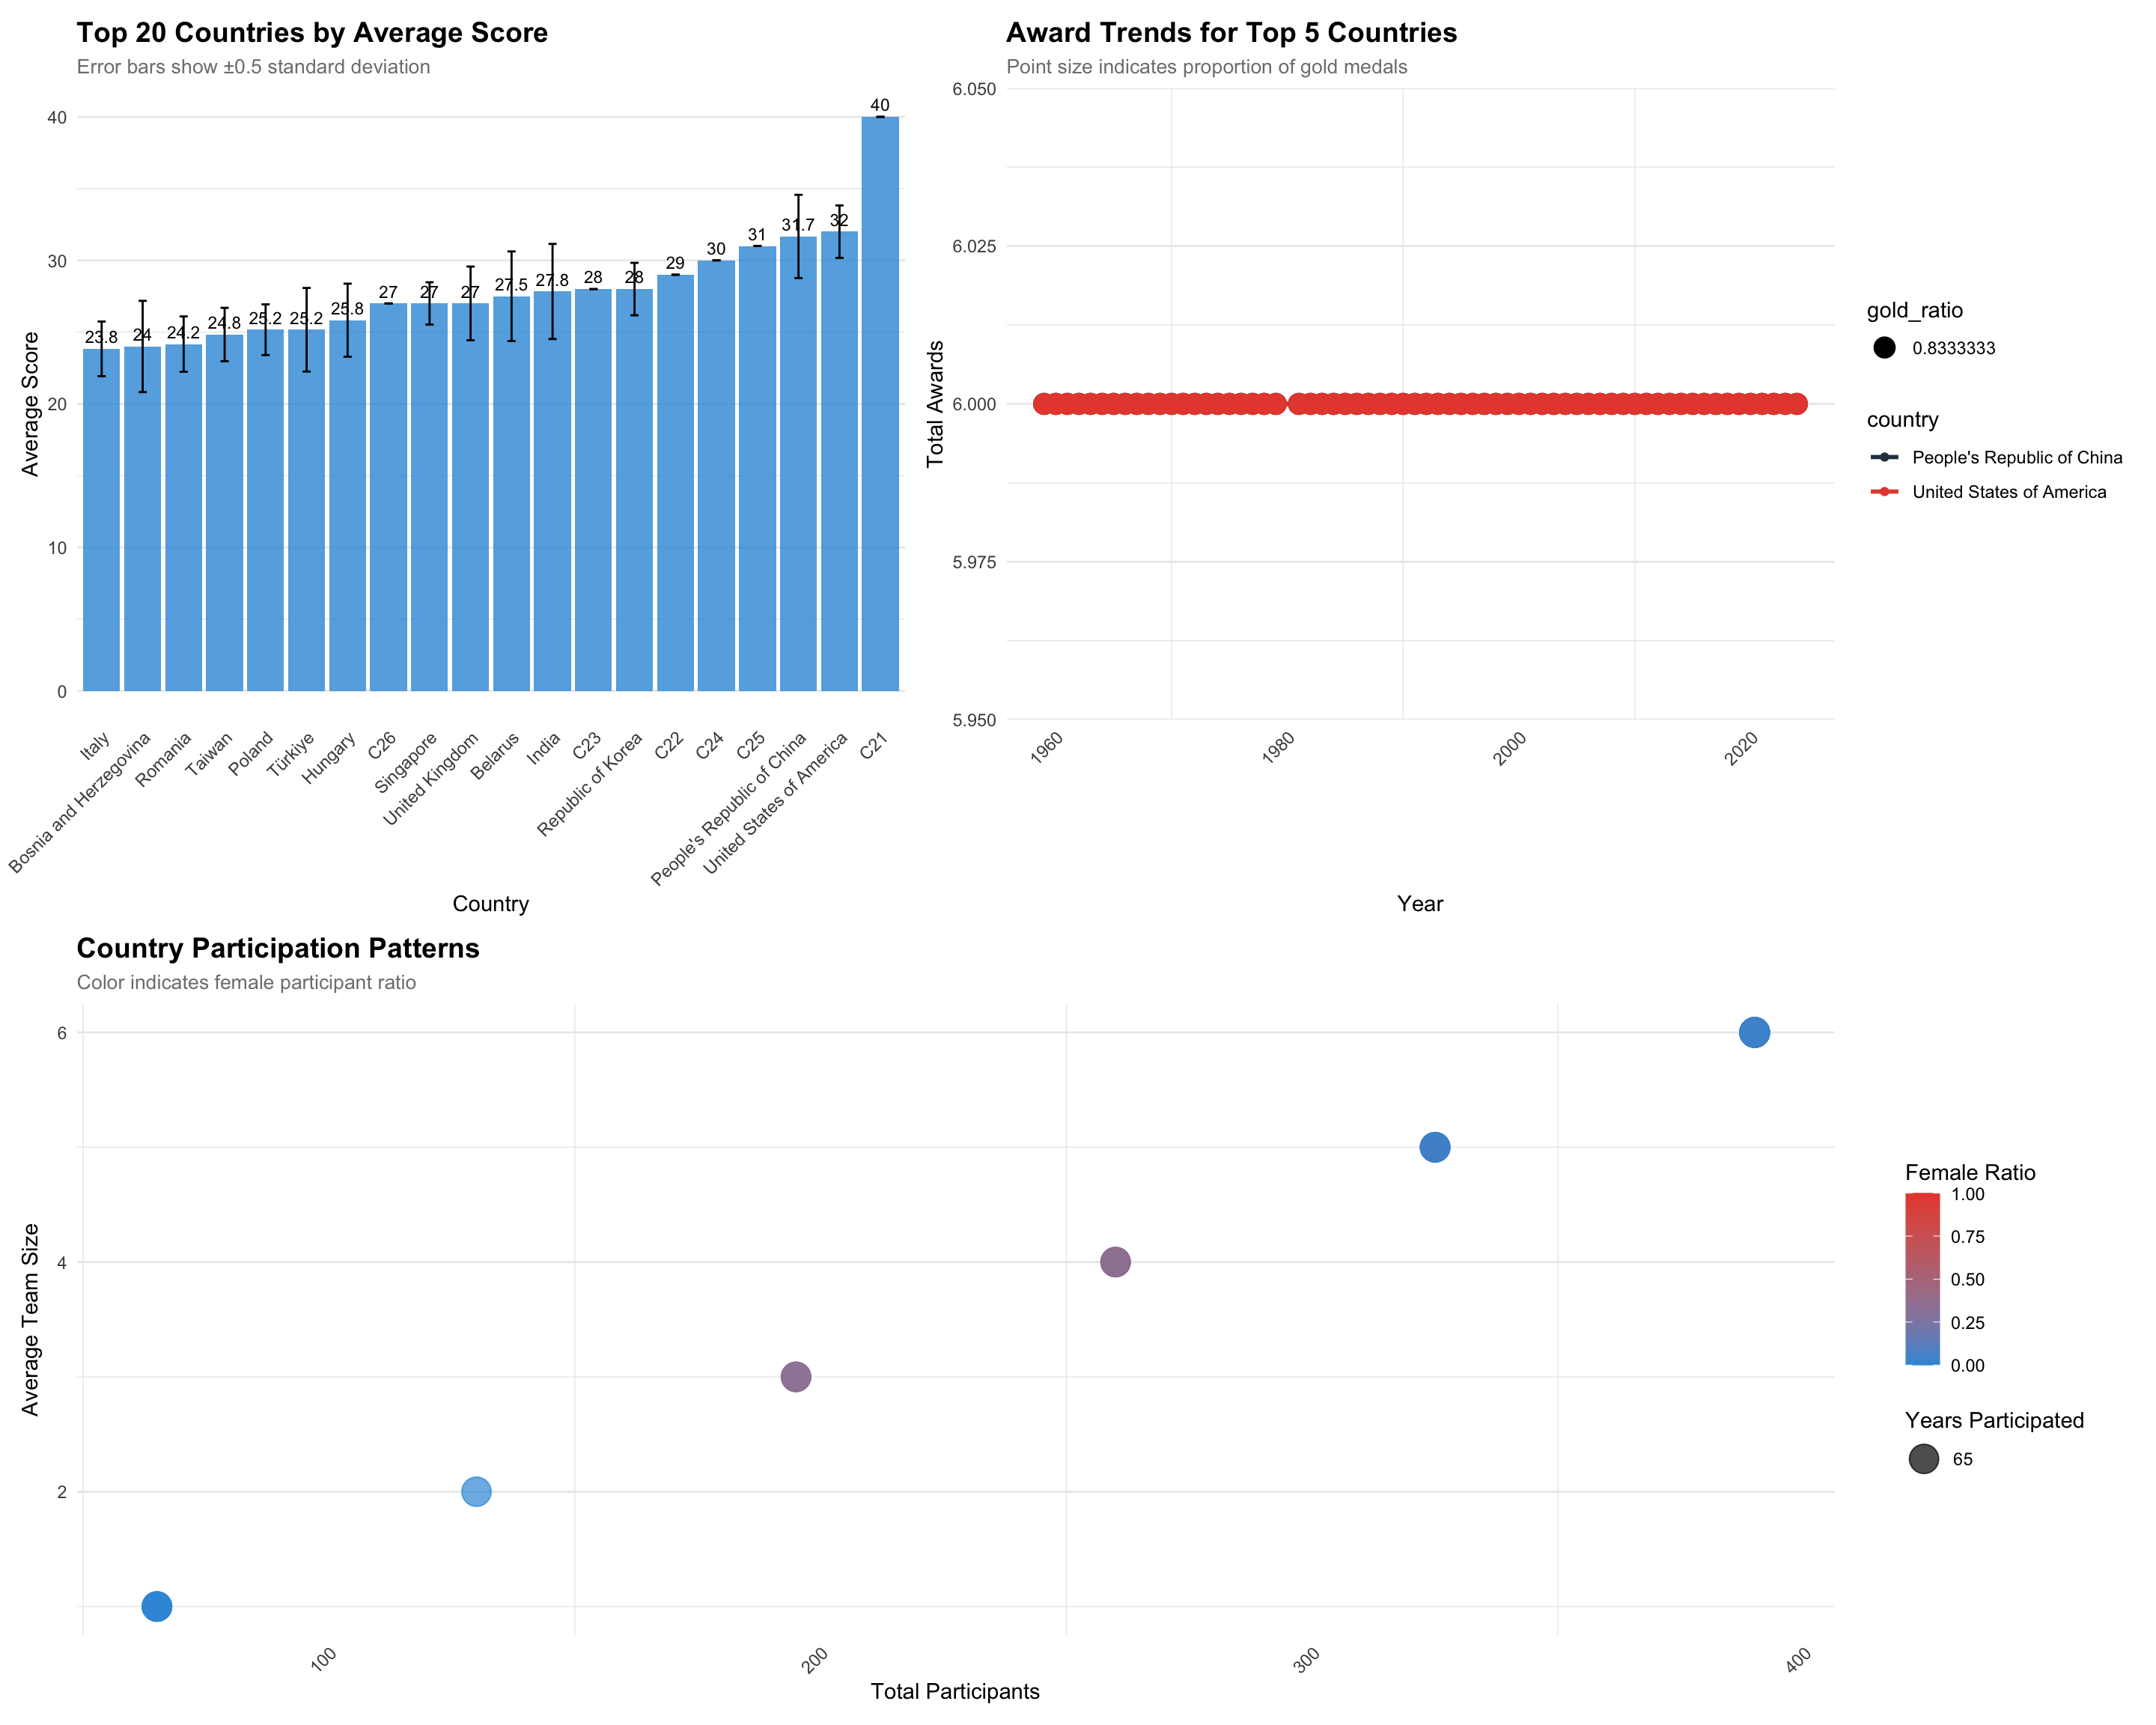 Top 20 Countries by Average Score
Error bars show ±0.5 standard deviation
40
30
20
10
0
Average Score
23.8
24
24.2
24.8
25.2
25.2
25.8
27
27
27
27.5
27.8
28
28
29
30
31
31.7
32
40
Italy
Bosnia and Herzegovina
Romania
Taiwan
Poland
Türkiye
Hungary
C26
Singapore
United Kingdom
Belarus
India
C23
Republic of Korea
C22
C24
C25
People's Republic of China
United States of America
C21
Country
Award Trends for Top 5 Countries
Point size indicates proportion of gold medals
6.050
6.025
6.000
5.975
5.950
Total Awards
1960
1980
2000
2020
Year
gold_ratio
0.8333333
country
People's Republic of China
United States of America
Country Participation Patterns
Color indicates female participant ratio
6
4
2
Average Team Size
100
200
300
400
Total Participants
Female Ratio
1.00
0.75
0.50
0.25
0.00
Years Participated
65